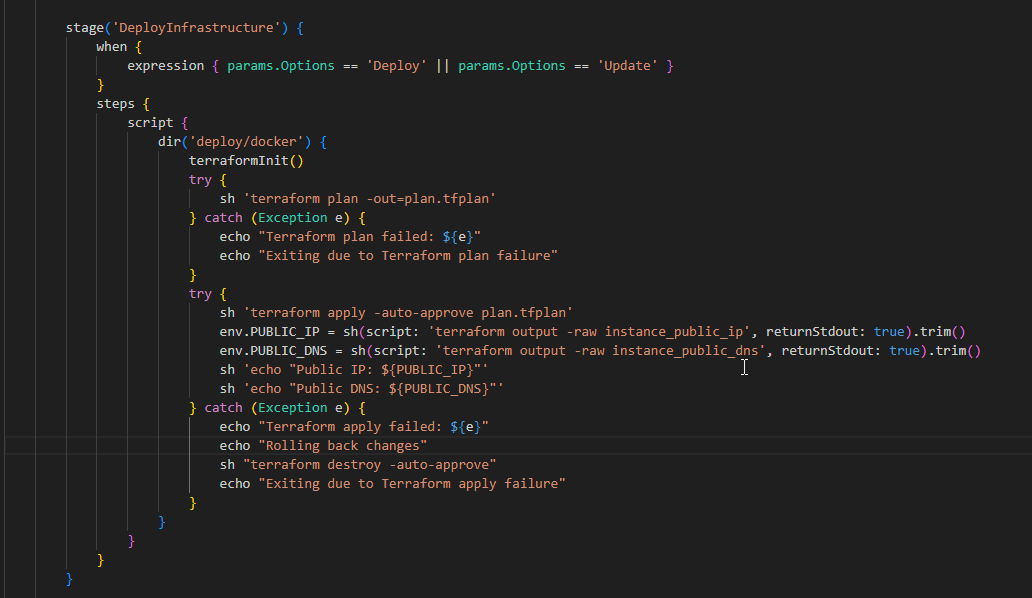 stage('DeployInfrastructure') {
when {
expression { params.Options == 'Deploy' || params.Options == 'Update' }
}
steps {
script {
dir('deploy/docker') {
terraformInit()
try {
sh 'terraform plan -out=plan.tfplan'
} catch (Exception e) {
echo "Terraform plan failed: ${e}"
echo "Exiting due to Terraform plan failure"
}
try {
sh 'terraform apply -auto-approve plan.tfplan'
env.PUBLIC_IP = sh(script: 'terraform output -raw instance_public_ip', returnStdout: true).trim()
env.PUBLIC_DNS = sh(script: 'terraform output -raw instance_public_dns', returnStdout: true).trim()
sh 'echo "Public IP: ${PUBLIC_IP}"'
sh 'echo "Public DNS: ${PUBLIC_DNS}"'
} catch (Exception e) {
echo "Terraform apply failed: ${e}"
echo "Rolling back changes"
sh "terraform destroy -auto-approve"
echo "Exiting due to Terraform apply failure"
}
}
}
}
}